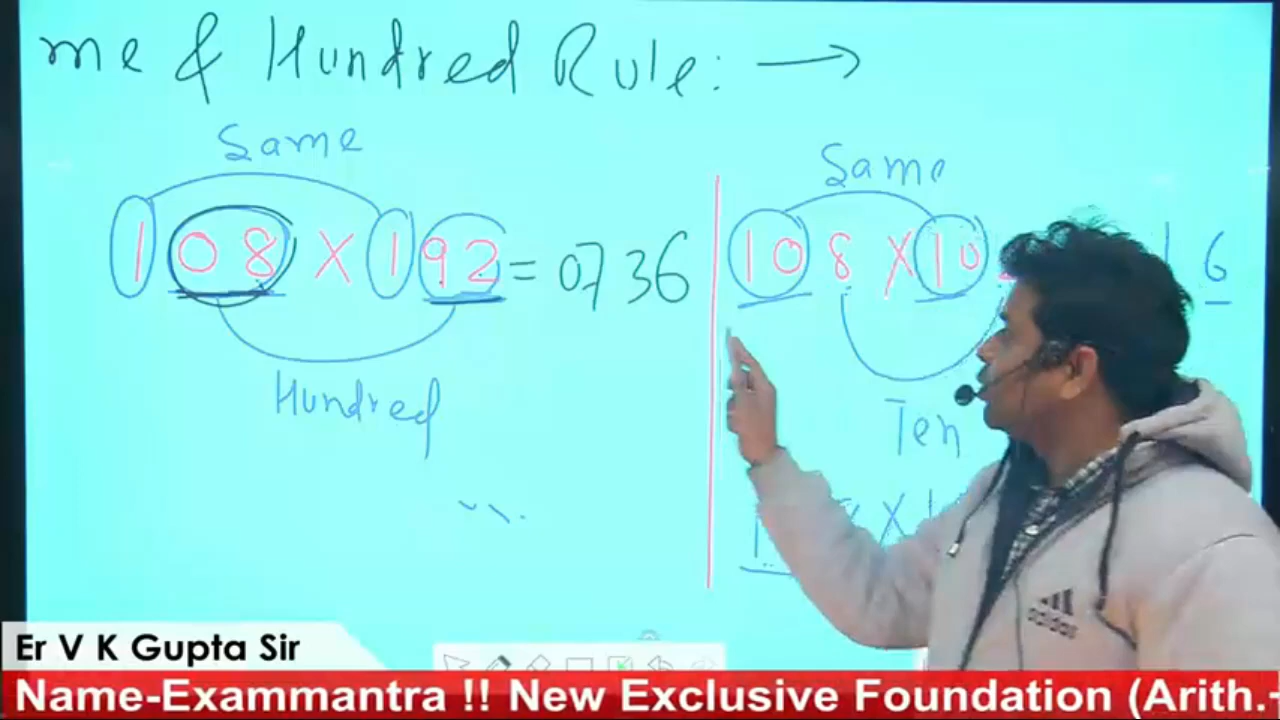 me & Hundred Rule: →
Same
108 X 192 = 0736
Hundred
Same
108 X 10
6
Ten
X
adidas
Er V K Gupta Sir
Name-Exammantra !! New Exclusive Foundation (Arith.+